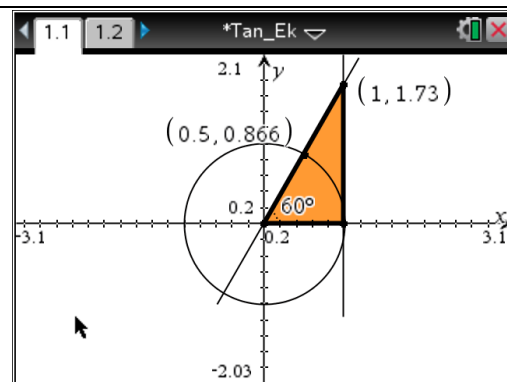 1.1 1.2 *Tan_Ek
2.1 y
(1, 1.73)
(0.5, 0.866)
0.2 60°
-3.1 0.2 3.1 x
-2.03